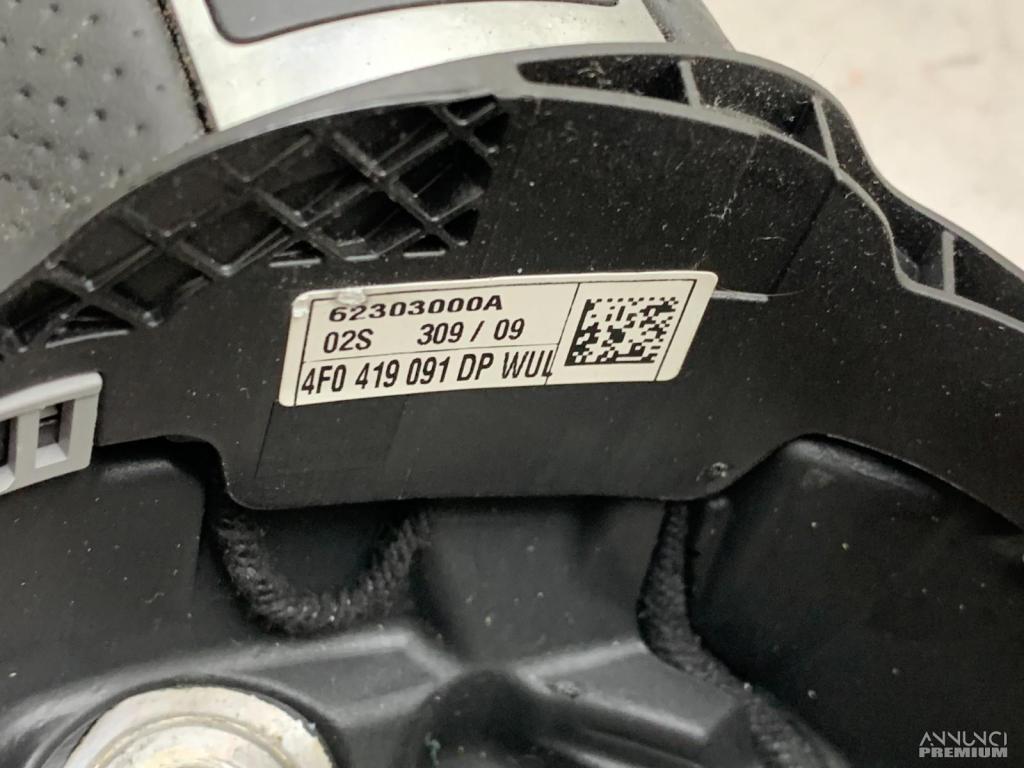 62303000A
02S 309 / 09
4F0 419 091 DP WUL
ANNUNCI
PREMIUM